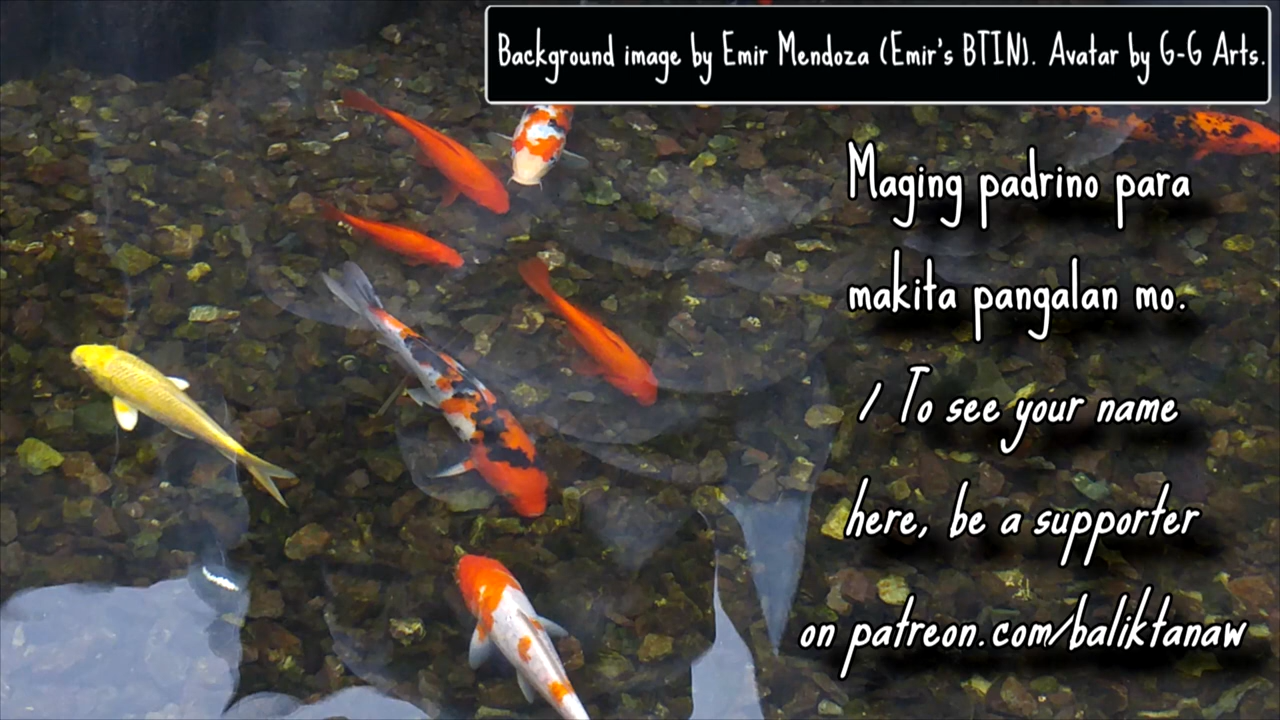 Background image by Emir Mendoza (Emir's BTIN). Avatar by G-G Arts.
Maging padrino para
makita pangalan mo.
/ To see your name
here, be a supporter
on patreon.com/baliktanaw